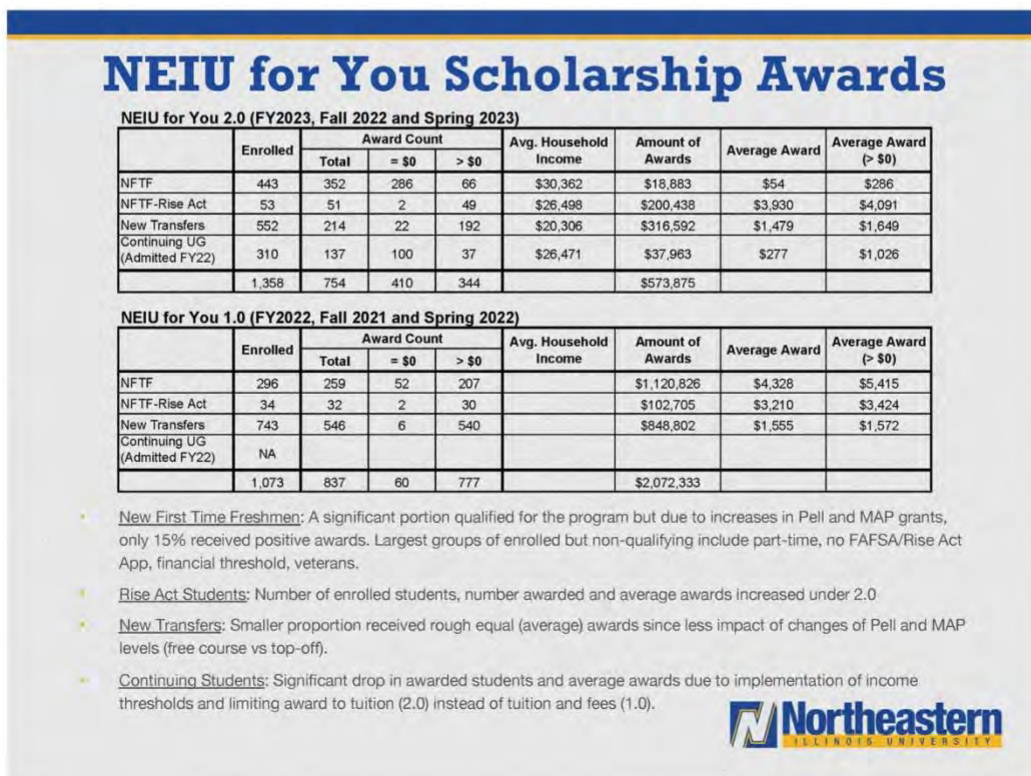 NEIU for You Scholarship Awards
NEIU for You 2.0 (FY2023, Fall 2022 and Spring 2023)
Enrolled Award Count Avg. Household Income Amount of Awards Average Award Average Award (> $0)
Total = $0 > $0
NFTF 443 352 286 66 $30,362 $18,883 $54 $286
NFTF-Rise Act 53 51 2 49 $26,498 $200,438 $3,930 $4,091
New Transfers 552 214 22 192 $20,306 $316,592 $1,479 $1,649
Continuing UG (Admitted FY22) 310 137 100 37 $26,471 $37,963 $277 $1,026
1,358 754 410 344 $573,875
NEIU for You 1.0 (FY2022, Fall 2021 and Spring 2022)
Enrolled Award Count Avg. Household Income Amount of Awards Average Award Average Award (> $0)
Total = $0 > $0
NFTF 296 259 52 207 $1,120,826 $4,328 $5,415
NFTF-Rise Act 34 32 2 30 $102,705 $3,210 $3,424
New Transfers 743 546 6 540 $848,802 $1,555 $1,572
Continuing UG (Admitted FY22) NA
1,073 837 60 777 $2,072,333
New First Time Freshmen: A significant portion qualified for the program but due to increases in Pell and MAP grants,
only 15% received positive awards. Largest groups of enrolled but non-qualifying include part-time, no FAFSA/Rise Act
App, financial threshold, veterans.
Rise Act Students: Number of enrolled students, number awarded and average awards increased under 2.0
New Transfers: Smaller proportion received rough equal (average) awards since less impact of changes of Pell and MAP
levels (free course vs top-off).
Continuing Students: Significant drop in awarded students and average awards due to implementation of income
thresholds and limiting award to tuition (2.0) instead of tuition and fees (1.0).
Northeastern
ILLINOIS UNIVERSITY